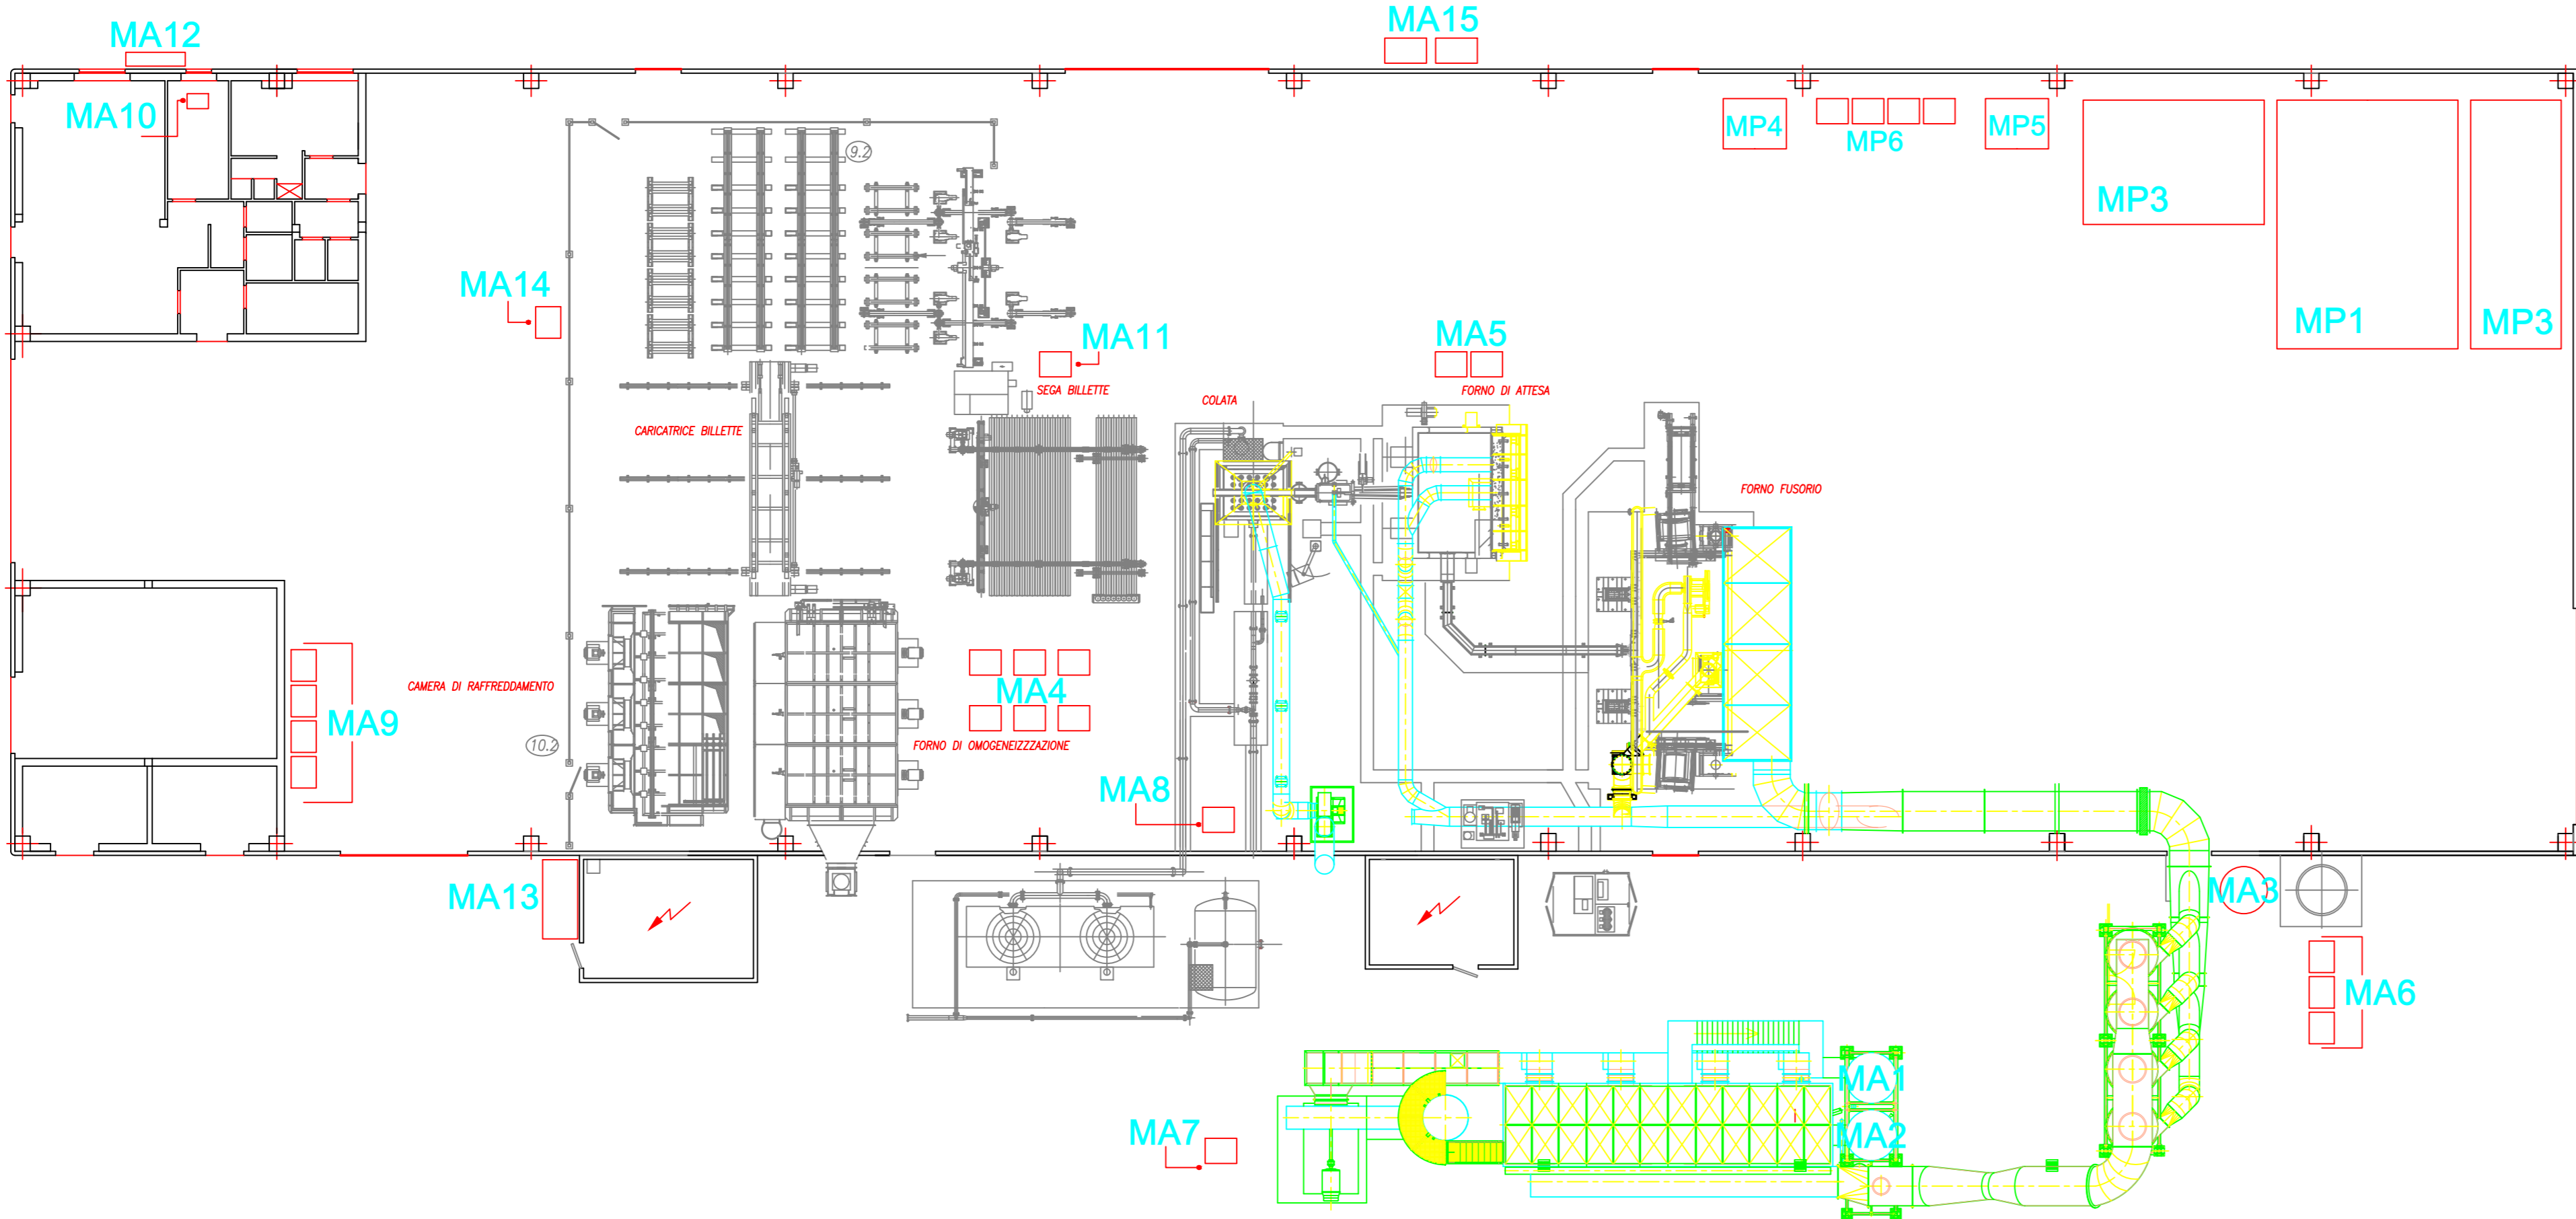 MA12
MA15
MA10
MP4
MP6
MP5
MP3
9.2
MA14
MA11
MA5
MP1
MP3
SEGA BILLETTE
COLATA
FORNO DI ATTESA
CARICATRICE BILLETTE
FORNO FUSORIO
CAMERA DI RAFFREDDAMENTO
MA4
MA9
10.2
FORNO DI OMOGENEIZZZAZIONE
MA8
MA13
MA3
MA6
MA1
MA7
MA2